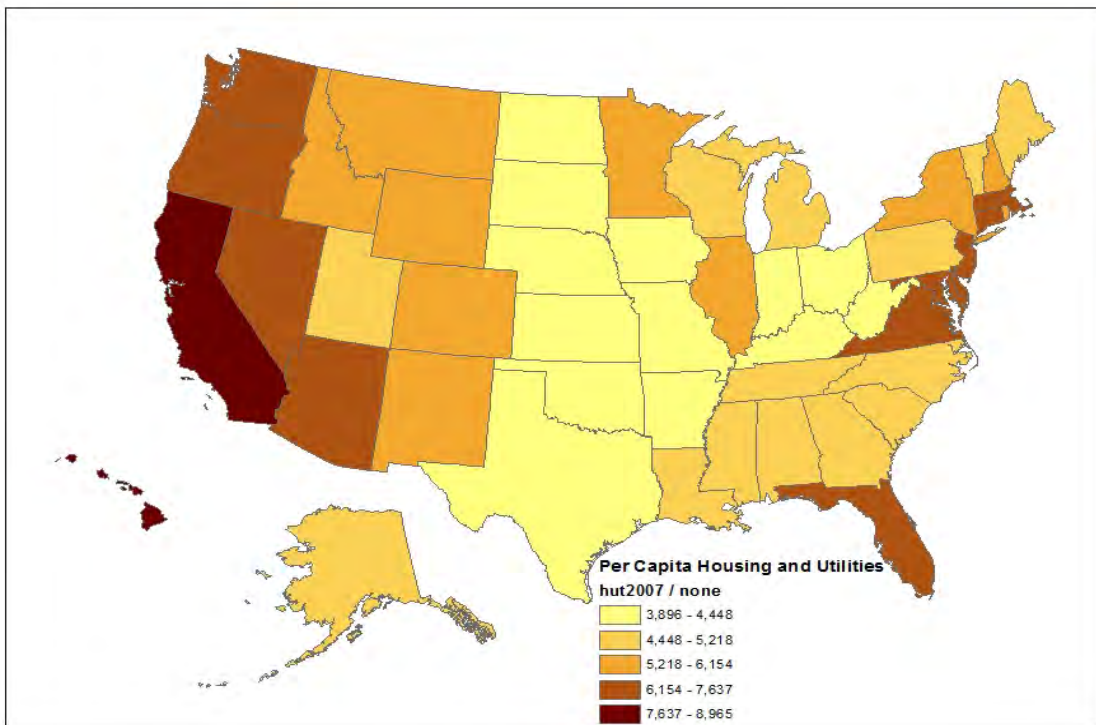 Per Capita Housing and Utilities
hut2007 / none
3,896 - 4,448
4,448 - 5,218
5,218 - 6,154
6,154 - 7,637
7,637 - 8,965